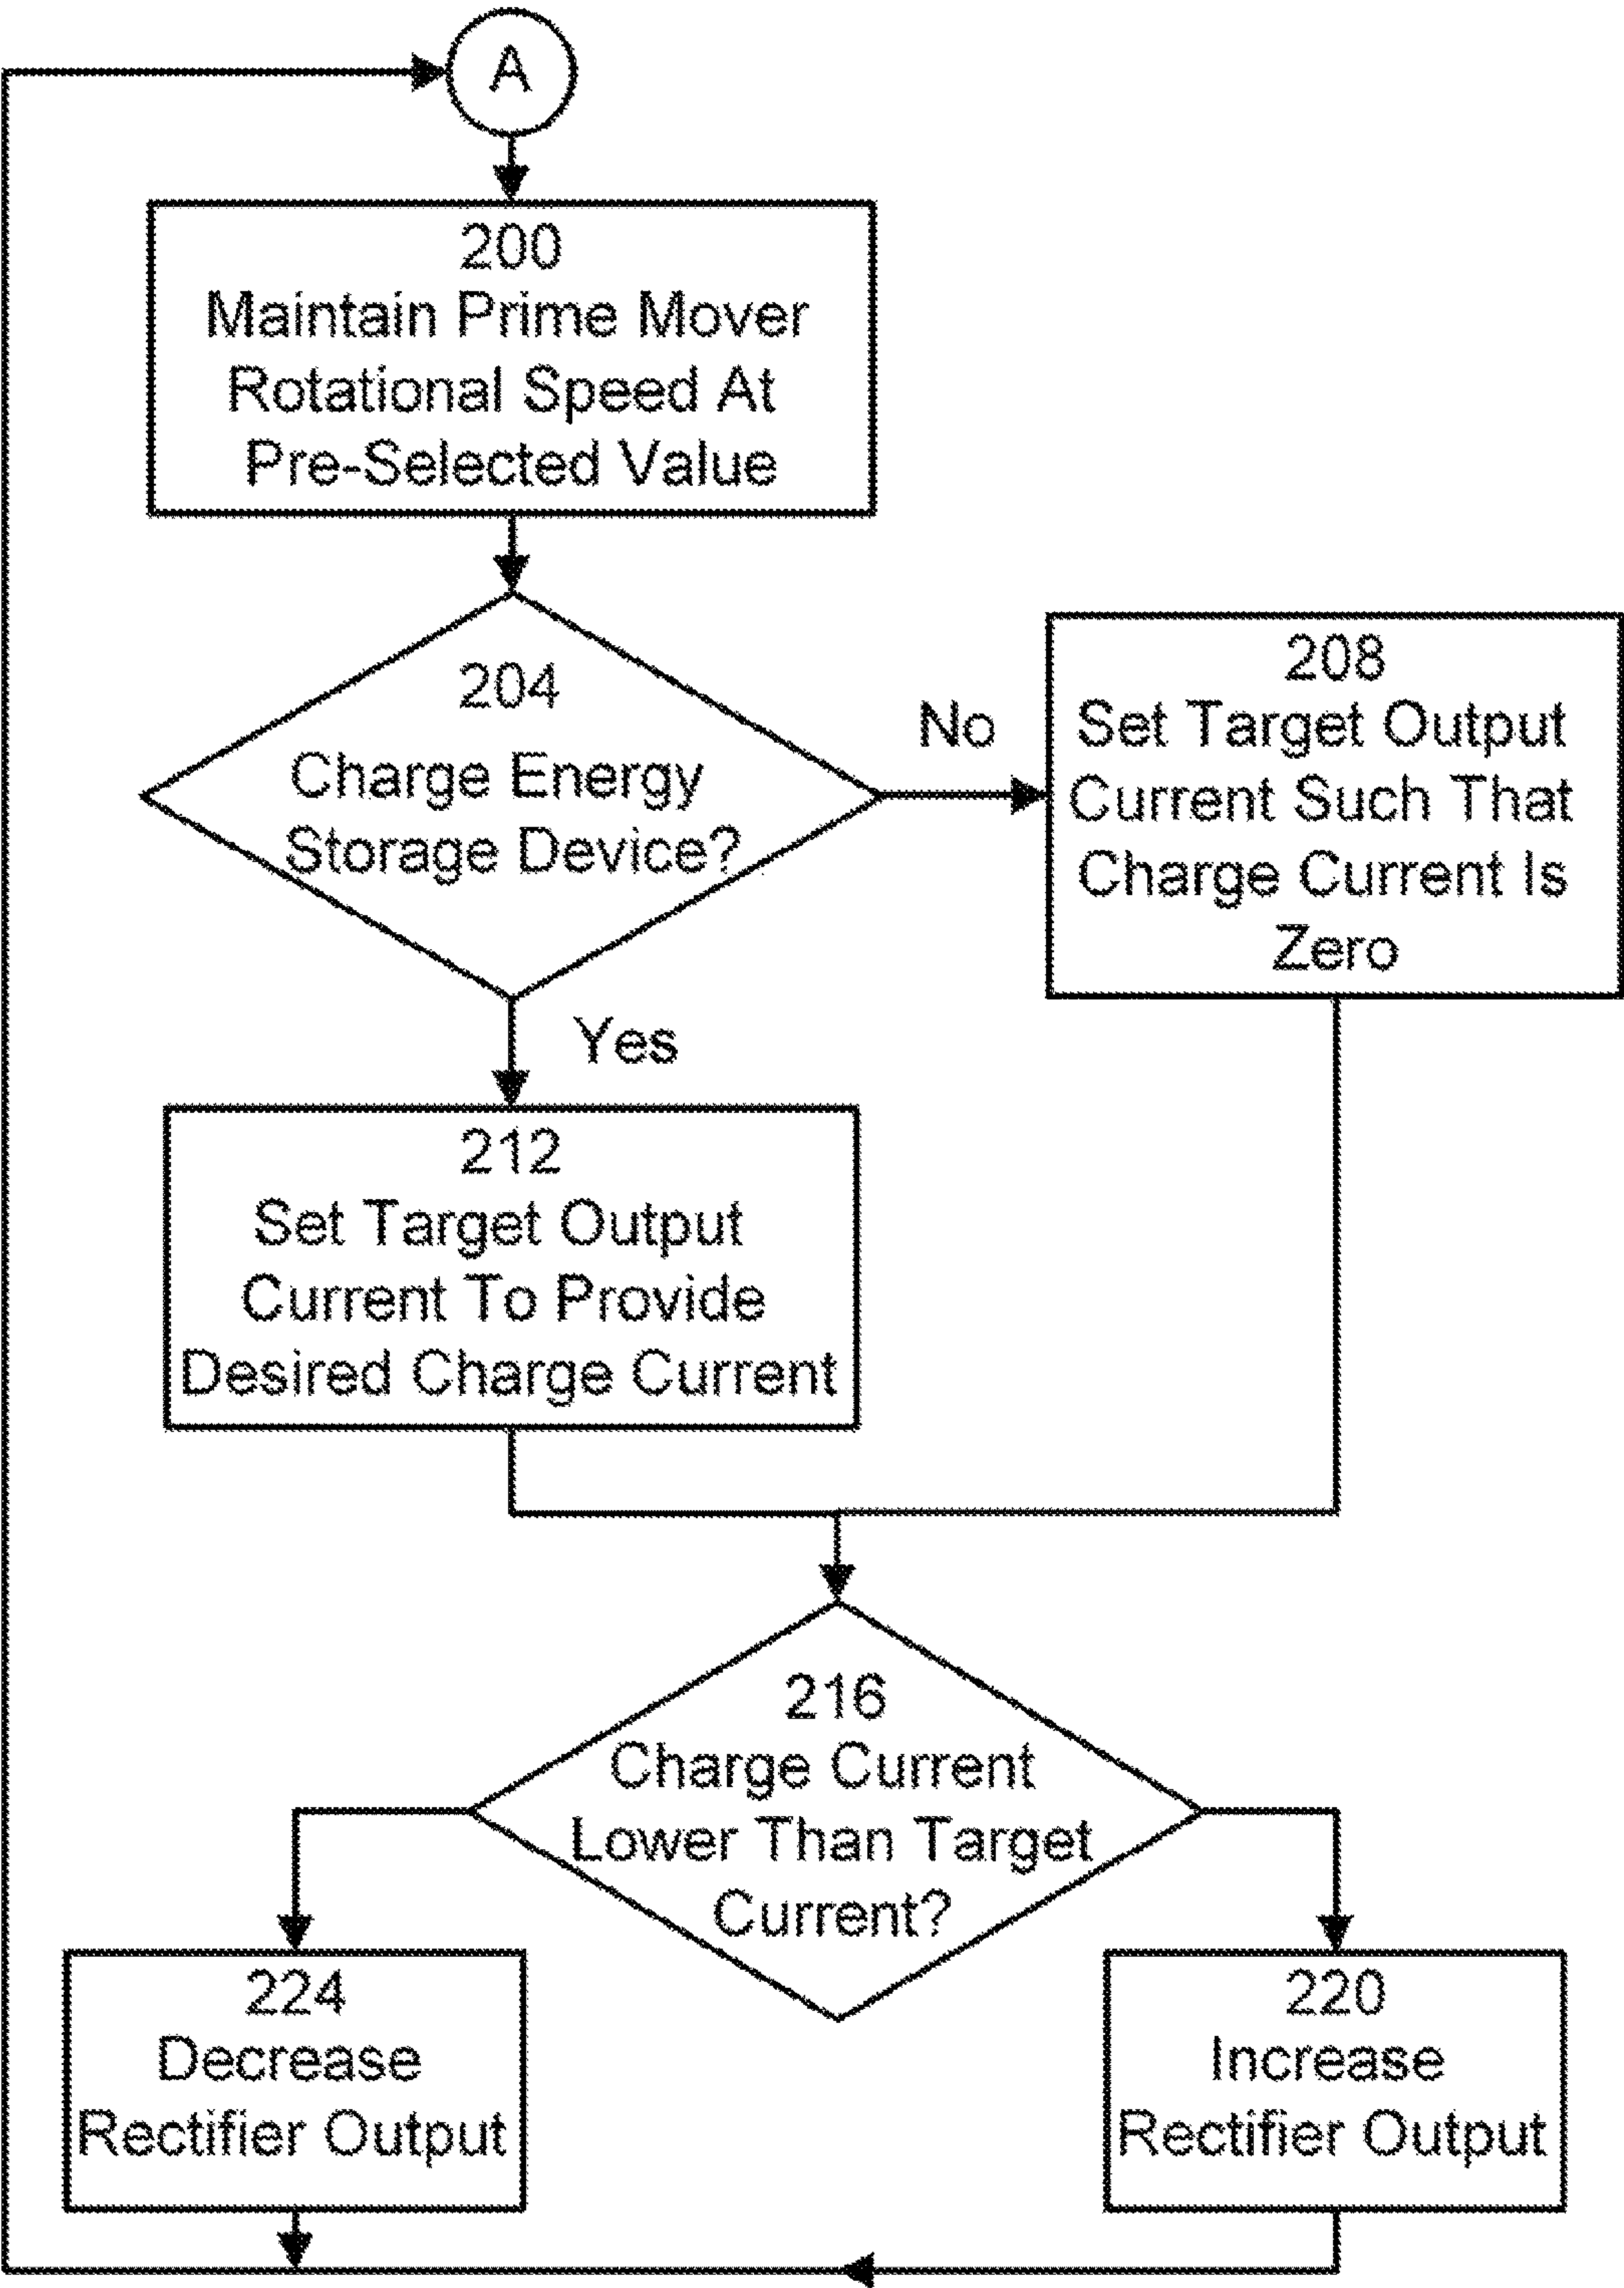 A
200
Maintain Prime Mover
Rotational Speed At
Pre-Selected Value
204
Charge Energy
Storage Device?
No
208
Set Target Output
Current Such That
Charge Current Is
Zero
Yes
212
Set Target Output
Current To Provide
Desired Charge Current
216
Charge Current
Lower Than Target
Current?
224
Decrease
Rectifier Output
220
Increase
Rectifier Output